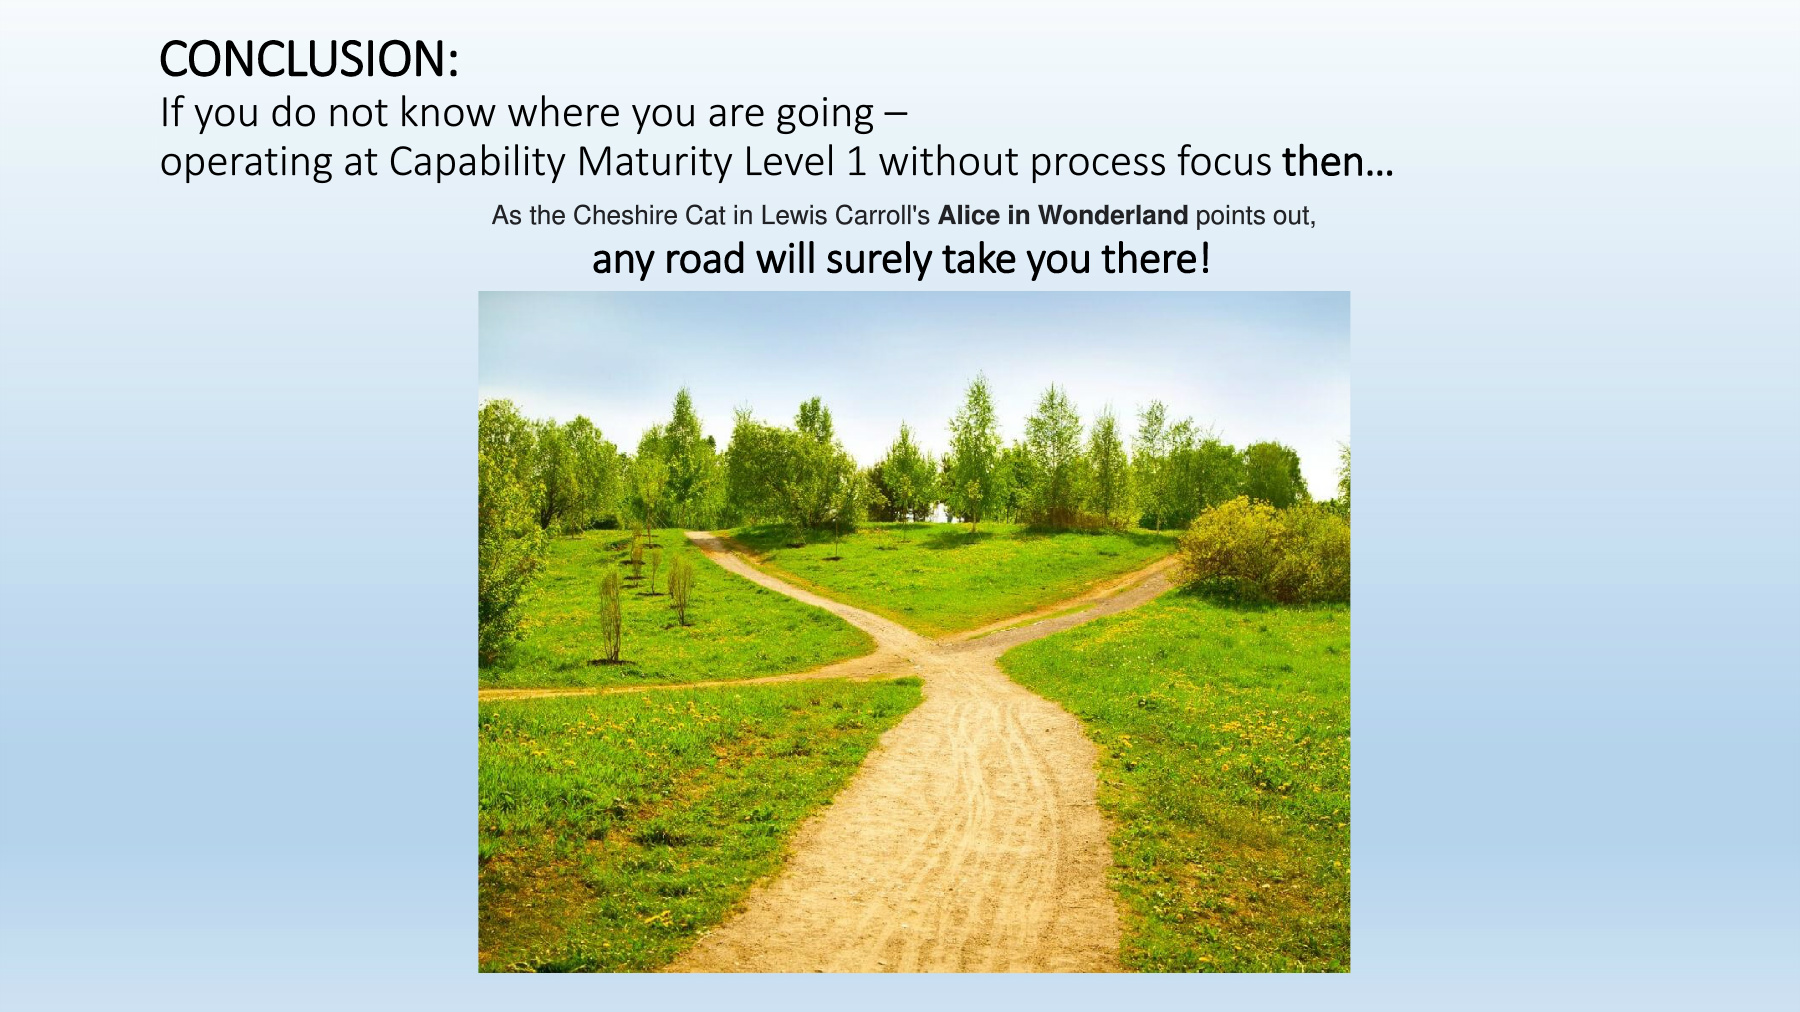 CONCLUSION:
If you do not know where you are going –
operating at Capability Maturity Level 1 without process focus then...
As the Cheshire Cat in Lewis Carroll's Alice in Wonderland points out,
any road will surely take you there!